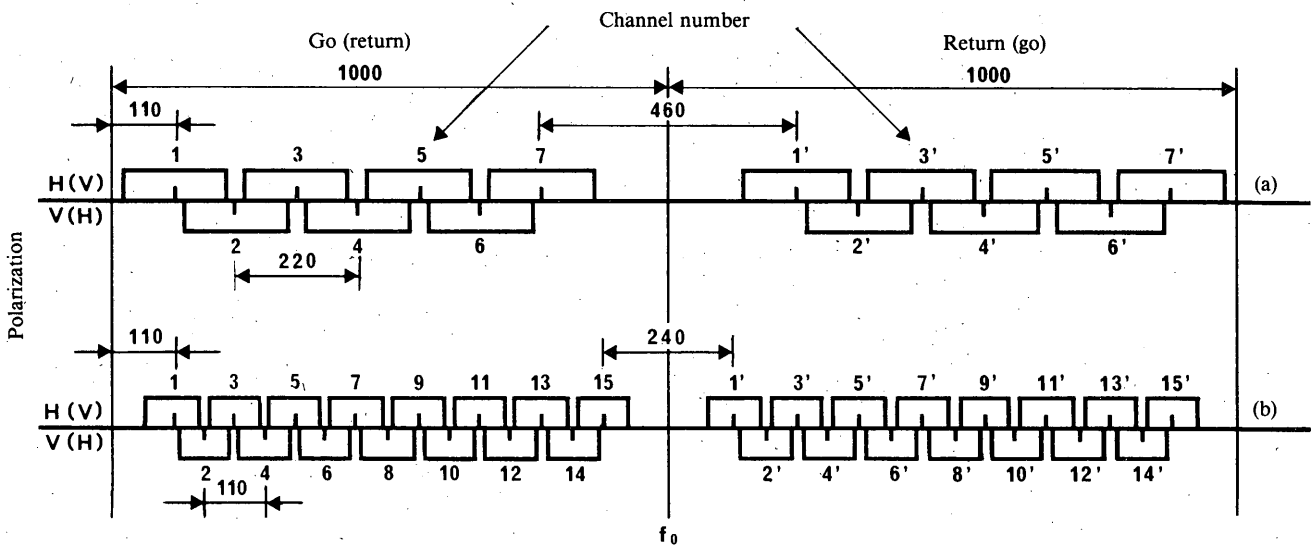 Channel number
Go (return) Return (go)
1000 1000
110 460
1 3 5 7 1' 3' 5' 7'
H(V) (a)
V(H)
2 4 6 2' 4' 6'
220
Polarization
110 240
1 3 5 7 9 11 13 15 1' 3' 5' 7' 9' 11' 13' 15'
H(V) (b)
V(H)
2 4 6 8 10 12 14 2' 4' 6' 8' 10' 12' 14'
110
f₀